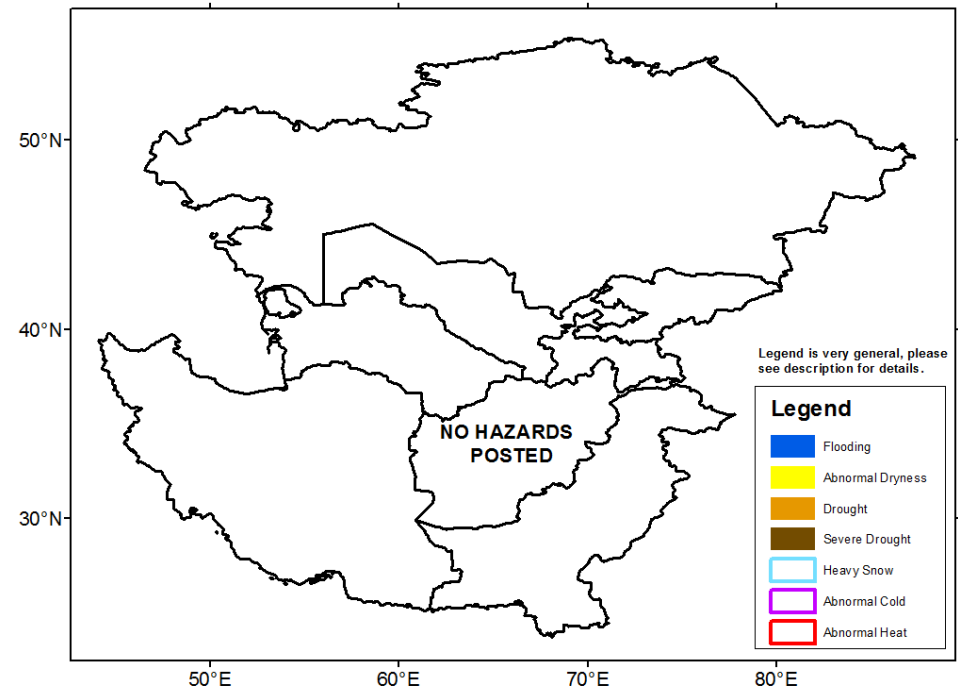 50°N
40°N
30°N
NO HAZARDS
POSTED
Legend is very general, please
see description for details.
Legend
Flooding
Abnormal Dryness
Drought
Severe Drought
Heavy Snow
Abnormal Cold
Abnormal Heat
50°E
60°E
70°E
80°E